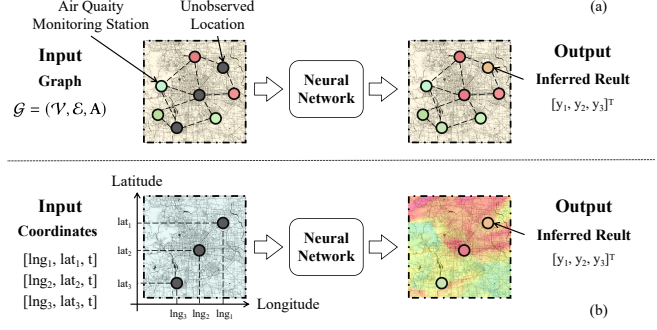 Air Quaity
Monitoring Station
Unobserved
Location
(a)
Input
Graph
𝒢 = (𝒱, ℰ, A)
Neural
Network
Output
Inferred Reult
[y₁, y₂, y₃]ᵀ
Latitude
Input
Coordinates
[lng₁, lat₁, t]
[lng₂, lat₂, t]
[lng₃, lat₃, t]
lat₁
lat₂
lat₃
lng₃ lng₂ lng₁
Longitude
Neural
Network
Output
Inferred Reult
[y₁, y₂, y₃]ᵀ
(b)